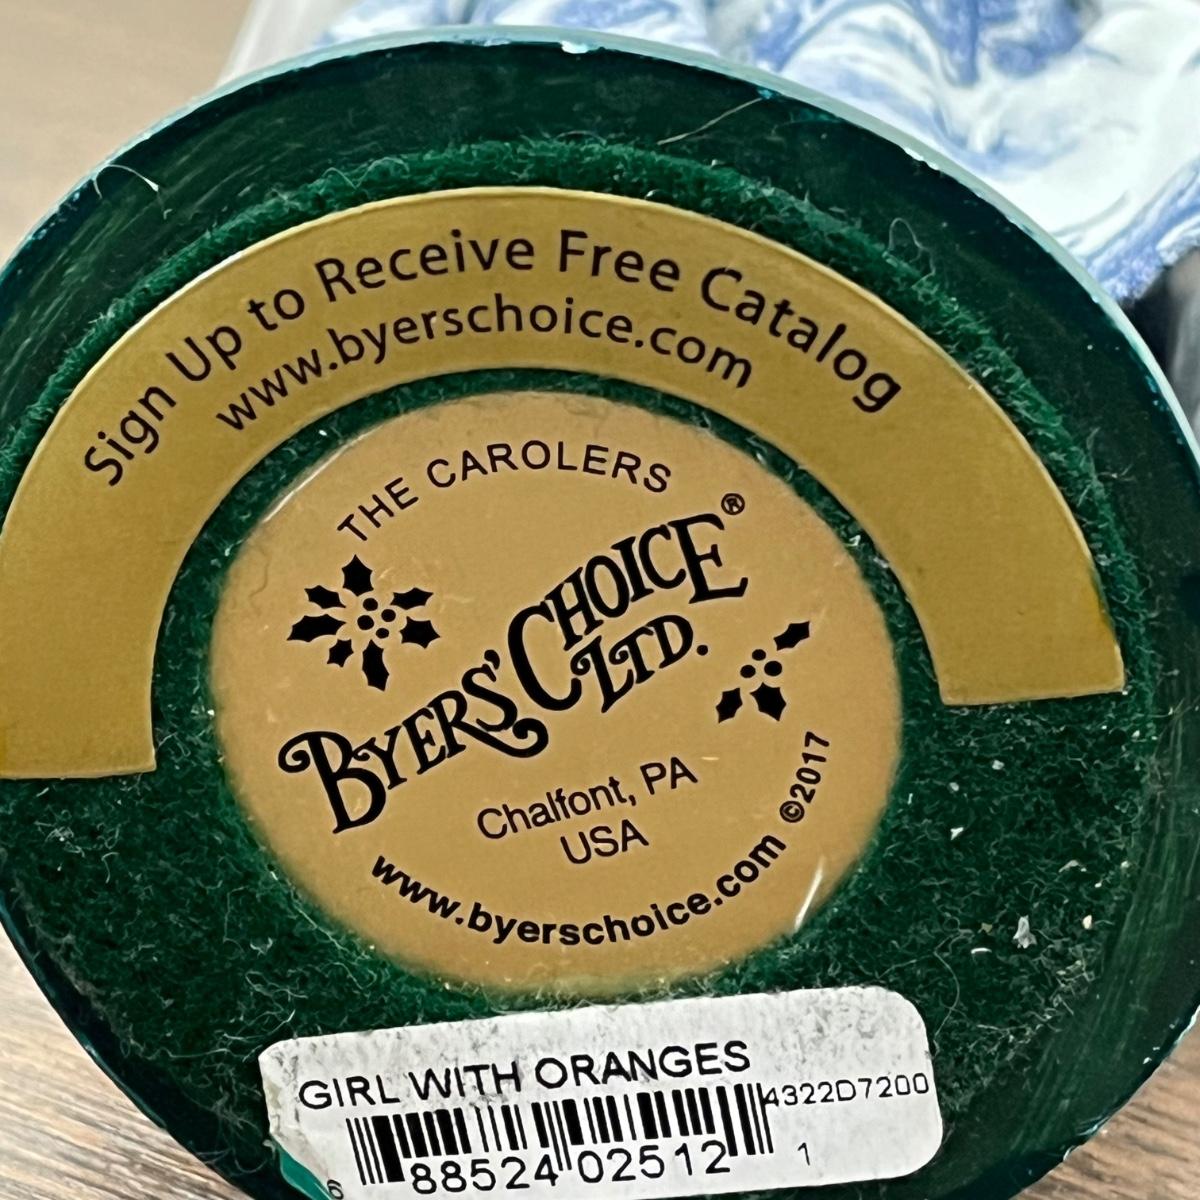 Sign Up to Receive Free Catalog
www.byerschoice.com
THE CAROLERS
BYERS' CHOICE®
LTD.
Chalfont, PA
USA
www.byerschoice.com ©2017
GIRL WITH ORANGES
4322D7200
6 88524 02512 1